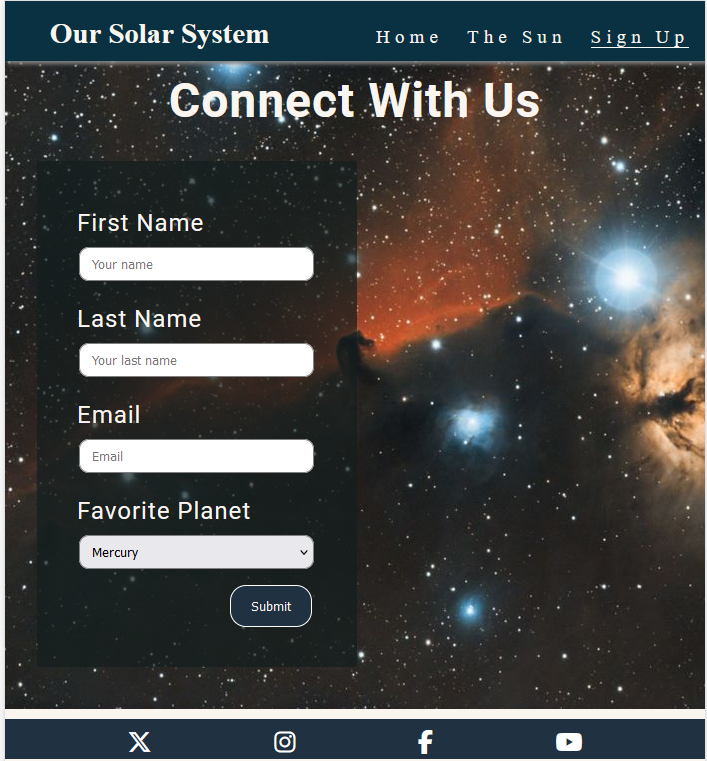 Our Solar System
Home The Sun Sign Up
Connect With Us
First Name
Your name
Last Name
Your last name
Email
Email
Favorite Planet
Mercury
Submit